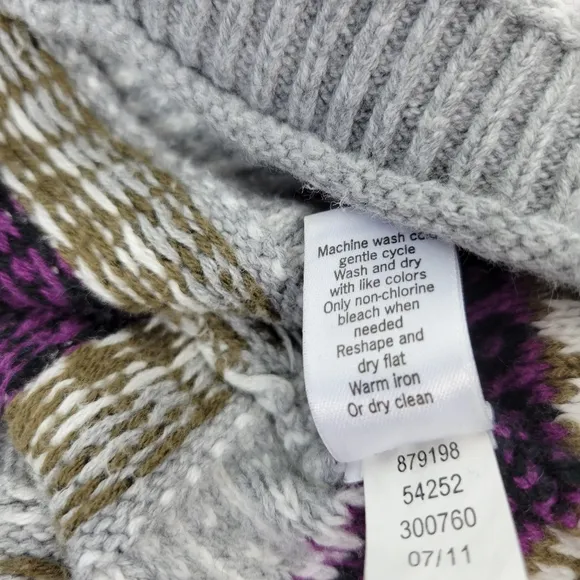 Machine wash cold
gentle cycle
Wash and dry
with like colors
Only non-chlorine
bleach when
needed
Reshape and
dry flat
Warm iron
Or dry clean
879198
54252
300760
07/11